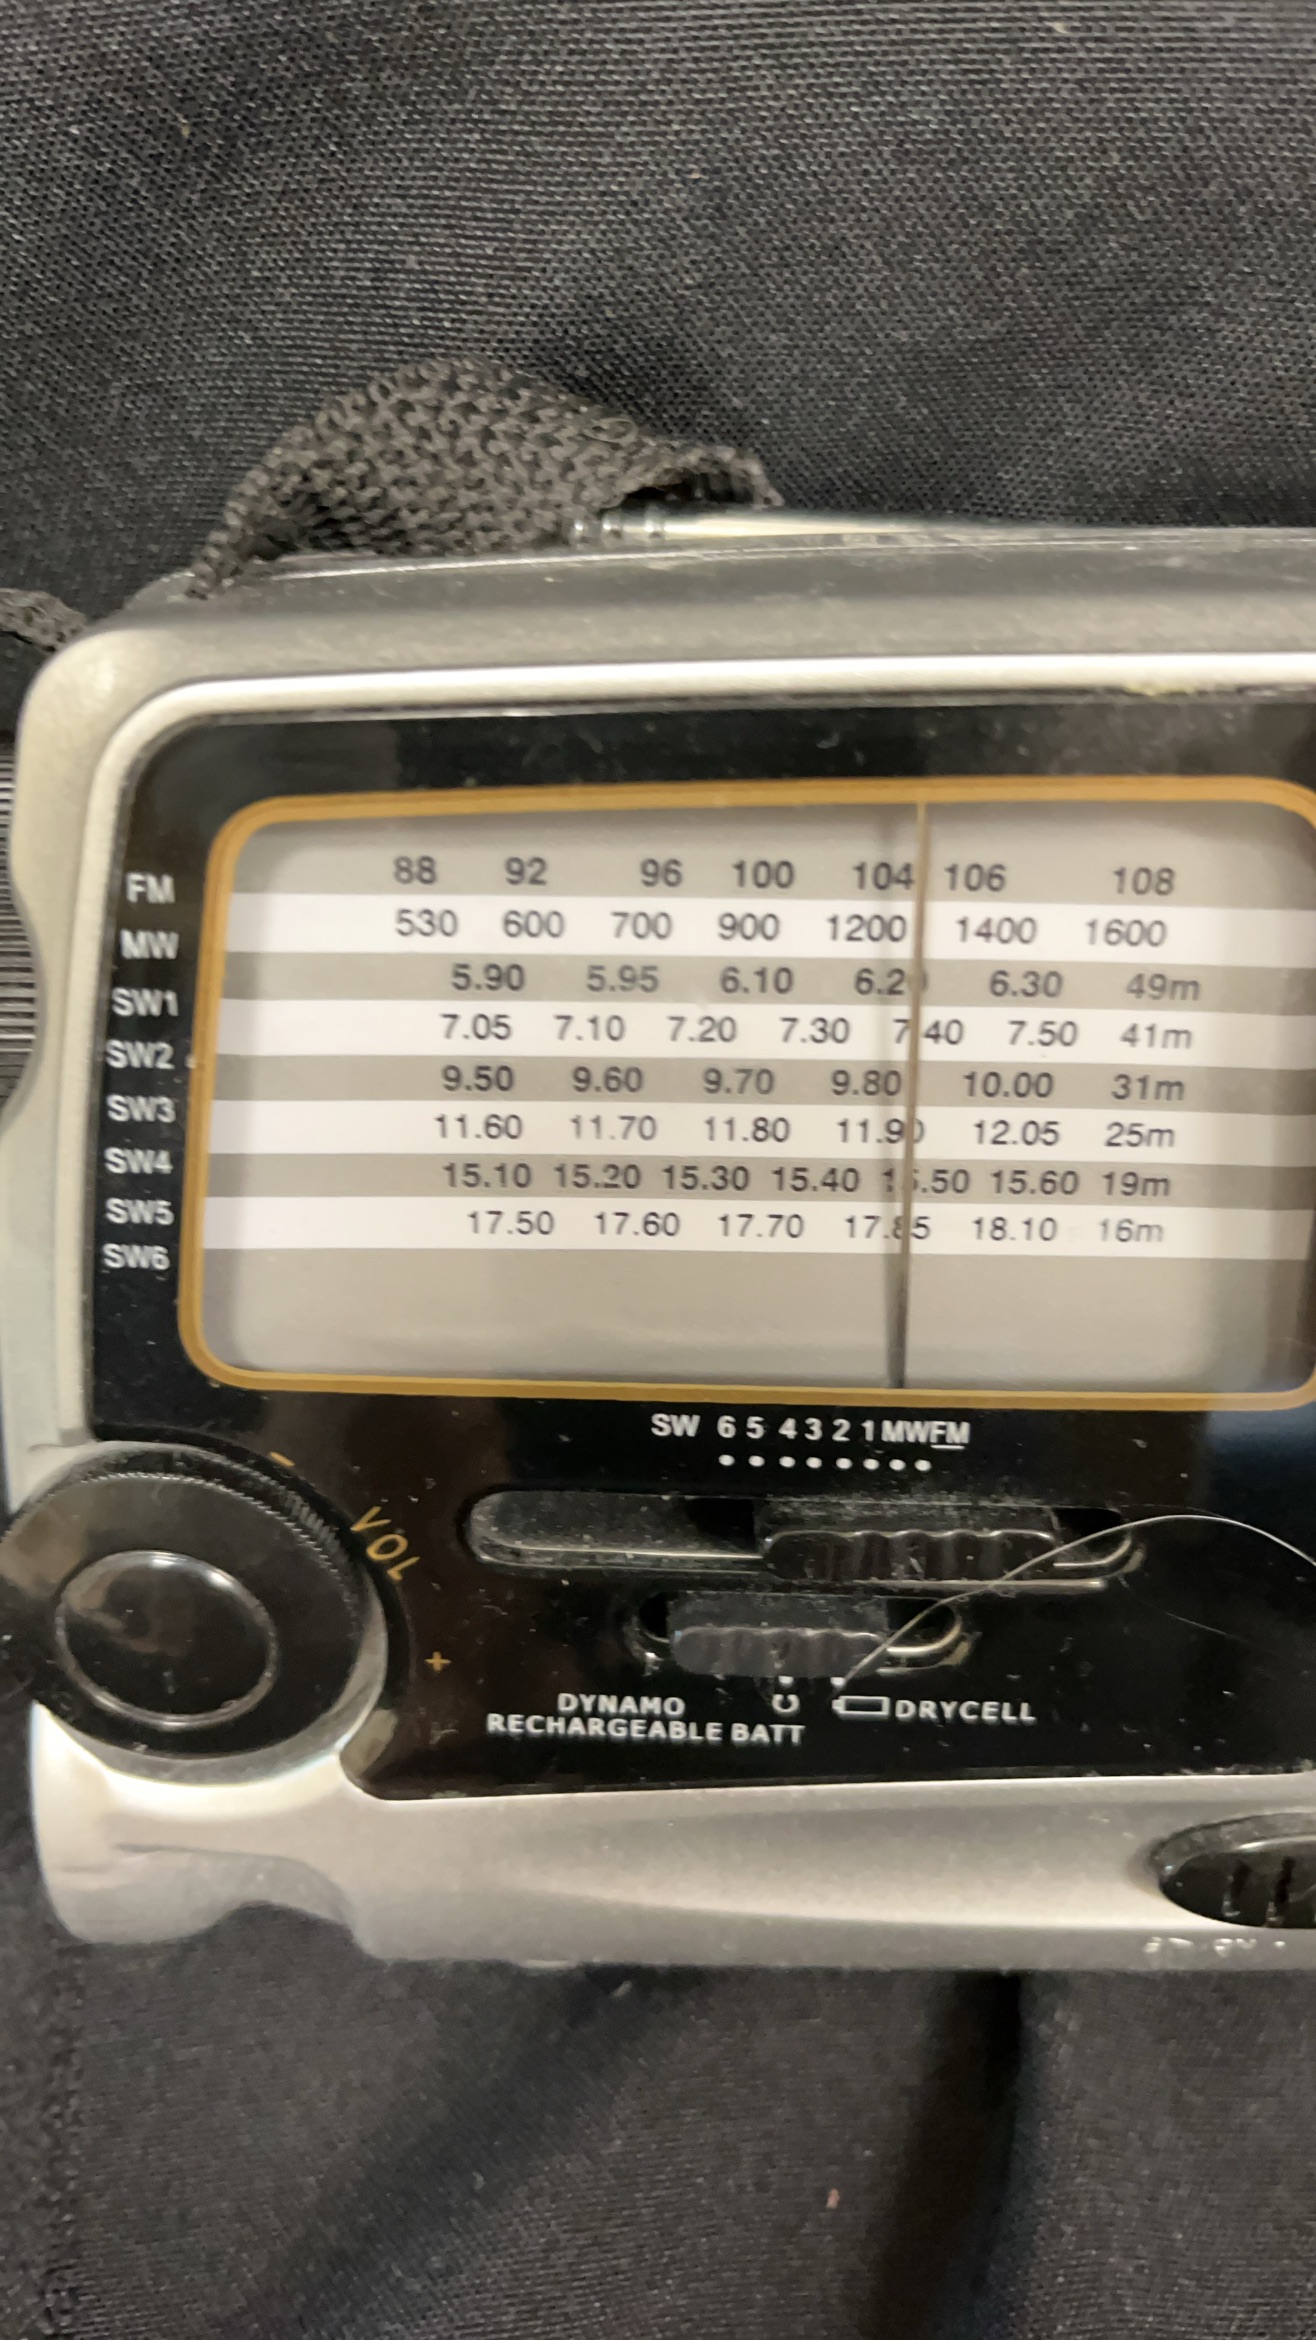 FM 88 92 96 100 104 106 108
MW 530 600 700 900 1200 1400 1600
SW1 5.90 5.95 6.10 6.20 6.30 49m
SW2 7.05 7.10 7.20 7.30 7.40 7.50 41m
SW3 9.50 9.60 9.70 9.80 10.00 31m
SW4 11.60 11.70 11.80 11.90 12.05 25m
SW5 15.10 15.20 15.30 15.40 15.50 15.60 19m
SW6 17.50 17.60 17.70 17.85 18.10 16m
SW 6 5 4 3 2 1 MW FM
- VOL +
DYNAMO
RECHARGEABLE BATT
DRYCELL